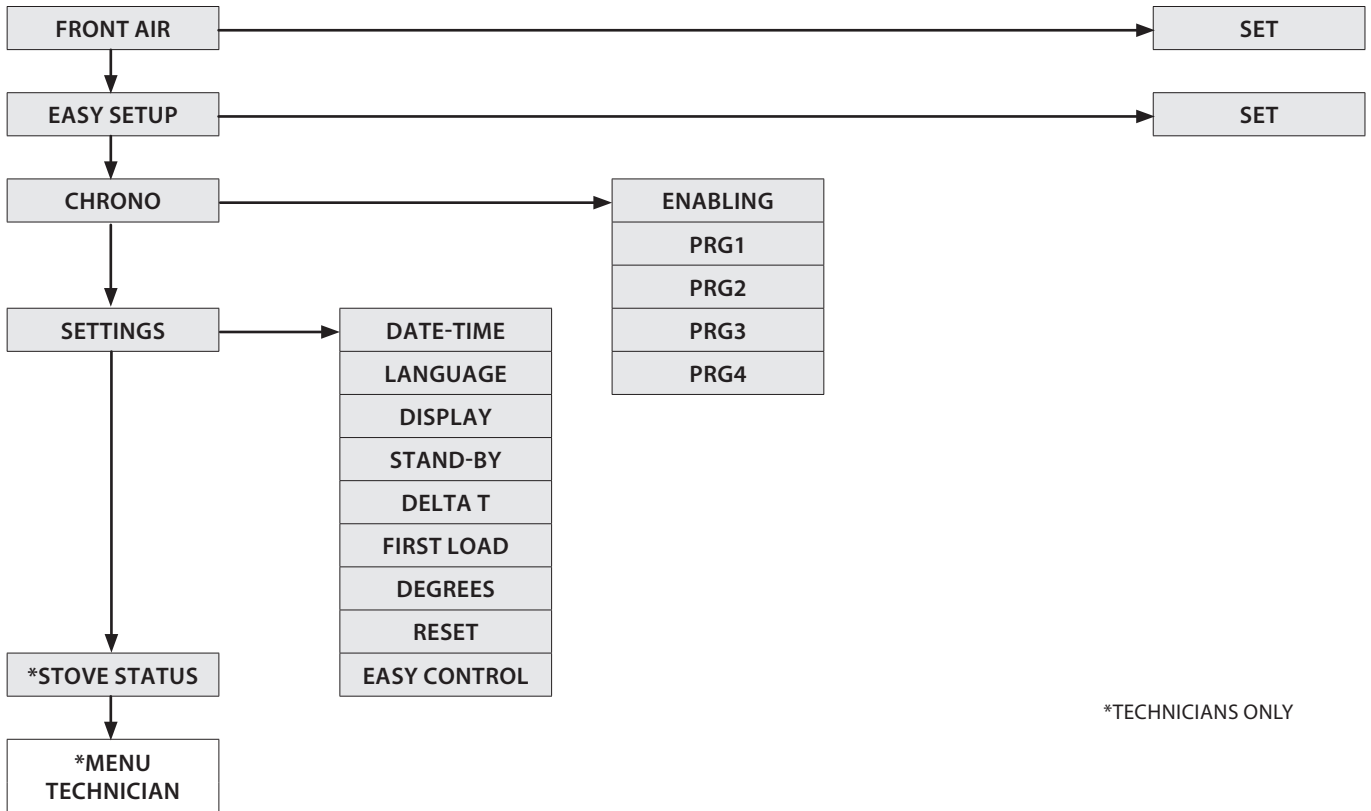 FRONT AIR
SET
EASY SETUP
SET
CHRONO
ENABLING
PRG1
PRG2
PRG3
PRG4
SETTINGS
DATE-TIME
LANGUAGE
DISPLAY
STAND-BY
DELTA T
FIRST LOAD
DEGREES
RESET
EASY CONTROL
*STOVE STATUS
*MENU
TECHNICIAN
*TECHNICIANS ONLY